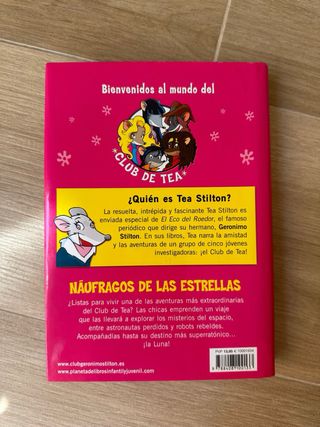 Bienvenidos al mundo del
CLUB DE TEA
¿Quién es Tea Stilton?
La resuelta, intrépida y fascinante Tea Stilton es
enviada especial de El Eco del Roedor, el famoso
periódico que dirige su hermano, Geronimo
Stilton. En sus libros, Tea narra la amistad
y las aventuras de un grupo de cinco jóvenes
investigadoras: ¡el Club de Tea!
NÁUFRAGOS DE LAS ESTRELLAS
¿Listas para vivir una de las aventuras más extraordinarias
del Club de Tea? Las chicas emprenden un viaje
que las llevará a explorar los misterios del espacio,
entre astronautas perdidos y robots rebeldes.
Acompañadlas hasta su destino más superratónico...
¡la Luna!
www.clubgeronimostilton.es
www.planetadelibrosinfantilyjuvenil.com